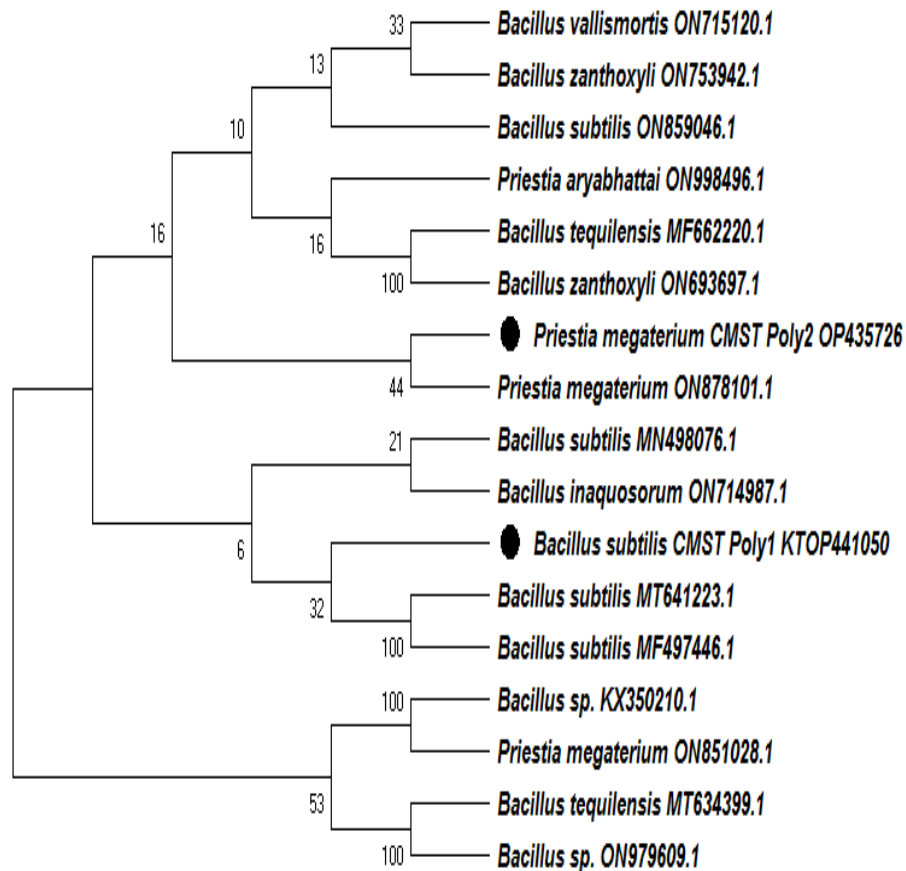 33
Bacillus vallismortis ON715120.1
13
Bacillus zanthoxyli ON753942.1
10
Bacillus subtilis ON859046.1
Priestia aryabhattai ON998496.1
16
16
Bacillus tequilensis MF662220.1
100
Bacillus zanthoxyli ON693697.1
Priestia megaterium CMST Poly2 OP435726
44
Priestia megaterium ON878101.1
21
Bacillus subtilis MN498076.1
Bacillus inaquosorum ON714987.1
6
Bacillus subtilis CMST Poly1 KTOP441050
32
Bacillus subtilis MT641223.1
100
Bacillus subtilis MF497446.1
100
Bacillus sp. KX350210.1
Priestia megaterium ON851028.1
53
Bacillus tequilensis MT634399.1
100
Bacillus sp. ON979609.1